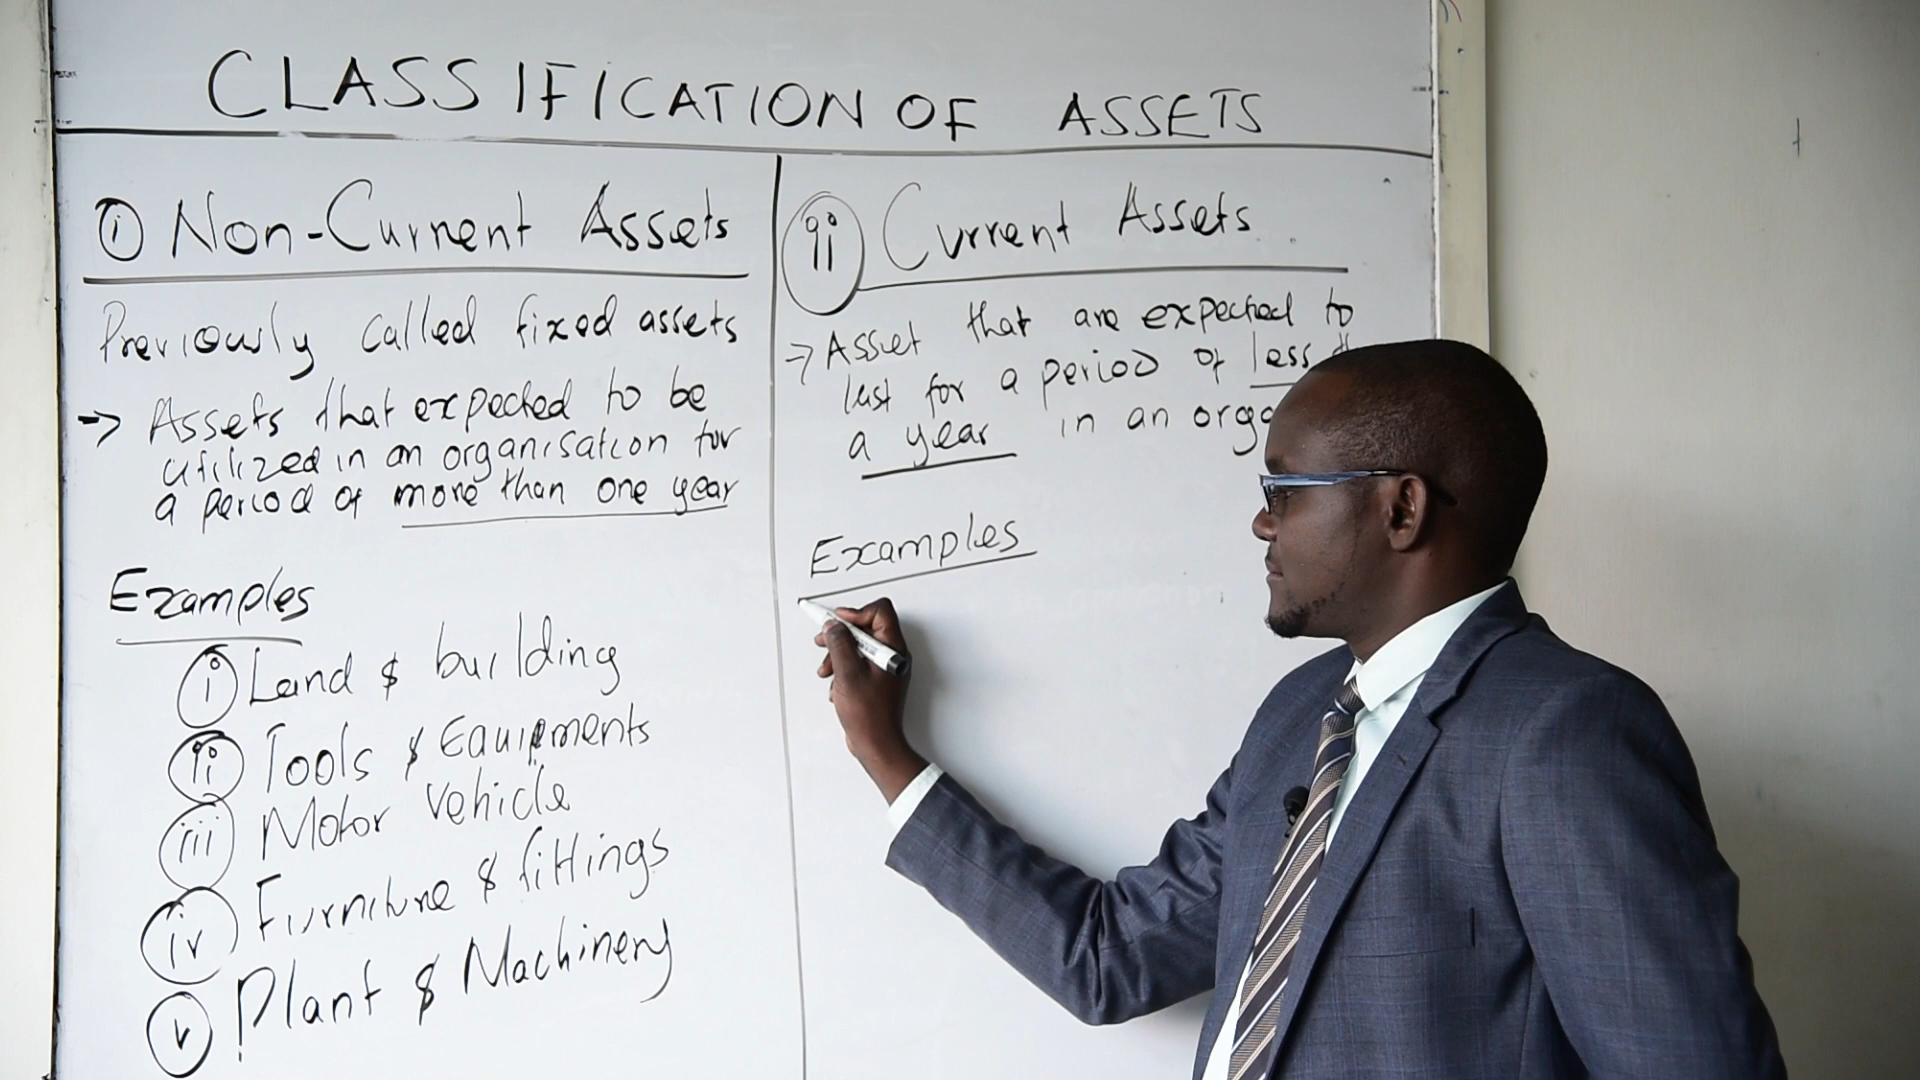 CLASSIFICATION OF ASSETS
i Non-Current Assets
Previously called fixed assets
-> Assets that expected to be
utilized in an organisation for
a period of more than one year
Examples
i Land & building
ii Tools & Equipments
iii Motor Vehicle
iv Furniture & fittings
v Plant & Machinery
ii Current Assets.
=> Asset that are expected to
last for a period of less
a year in an orga
Examples